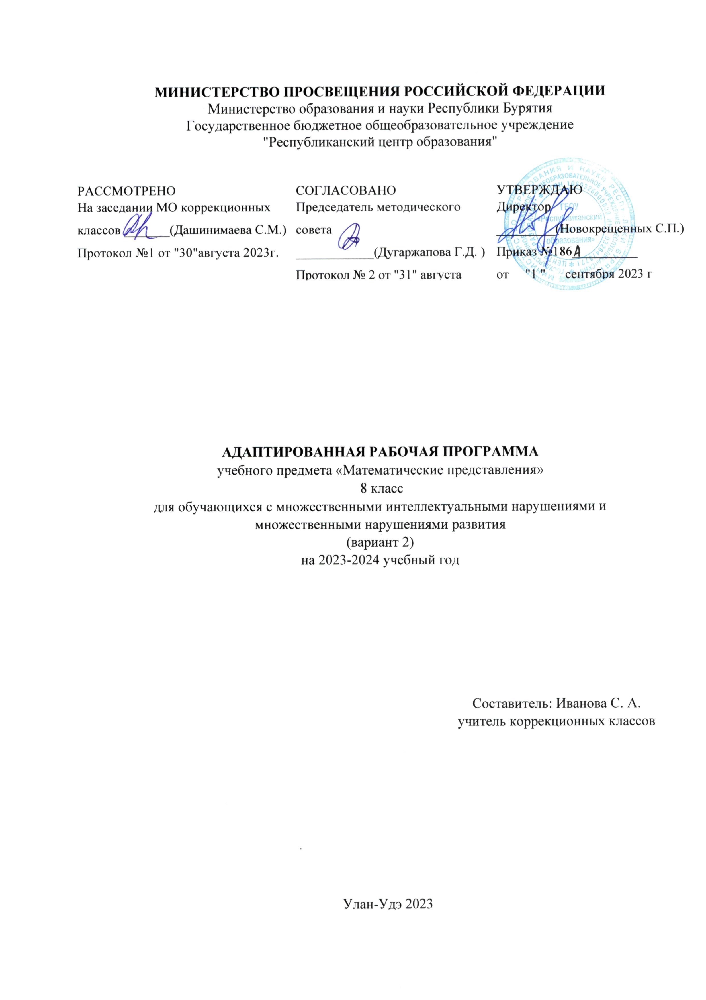 МИНИСТЕРСТВО ПРОСВЕЩЕНИЯ РОССИЙСКОЙ ФЕДЕРАЦИИ
Министерство образования и науки Республики Бурятия
Государственное бюджетное общеобразовательное учреждение
"Республиканский центр образования"
РАССМОТРЕНО
На заседании МО коррекционных
классов _______(Дашинимаева С.М.)
Протокол №1 от "30"августа 2023г.
СОГЛАСОВАНО
Председатель методического
совета
____________(Дугаржапова Г.Д. )
Протокол № 2 от "31" августа
УТВЕРЖДАЮ
Директор
_________(Новокрещенных С.П.)
Приказ №186А__________
от "1 " сентября 2023 г
ГБОУ
«Республиканский
образования»
АДАПТИРОВАННАЯ РАБОЧАЯ ПРОГРАММА
учебного предмета «Математические представления»
8 класс
для обучающихся с множественными интеллектуальными нарушениями и
множественными нарушениями развития
(вариант 2)
на 2023-2024 учебный год
Составитель: Иванова С. А.
учитель коррекционных классов
Улан-Удэ 2023